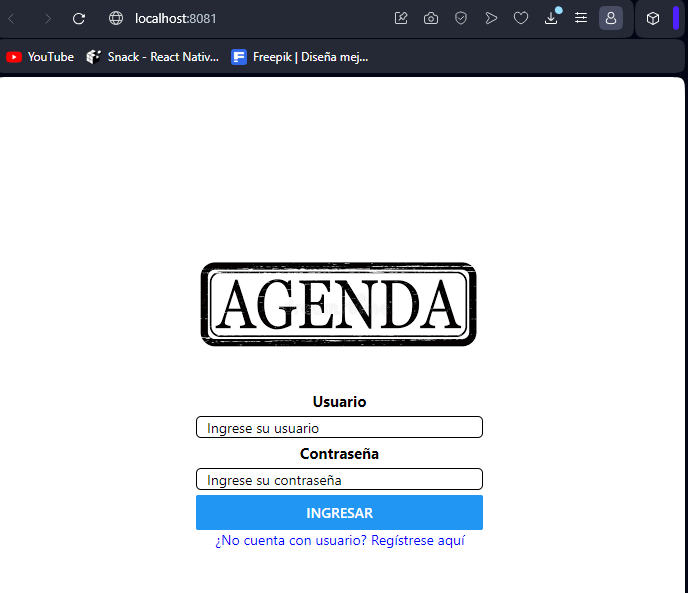 localhost:8081
YouTube Snack - React Nativ... Freepik | Diseña mej...
AGENDA
Usuario
Ingrese su usuario
Contraseña
Ingrese su contraseña
INGRESAR
¿No cuenta con usuario? Regístrese aquí